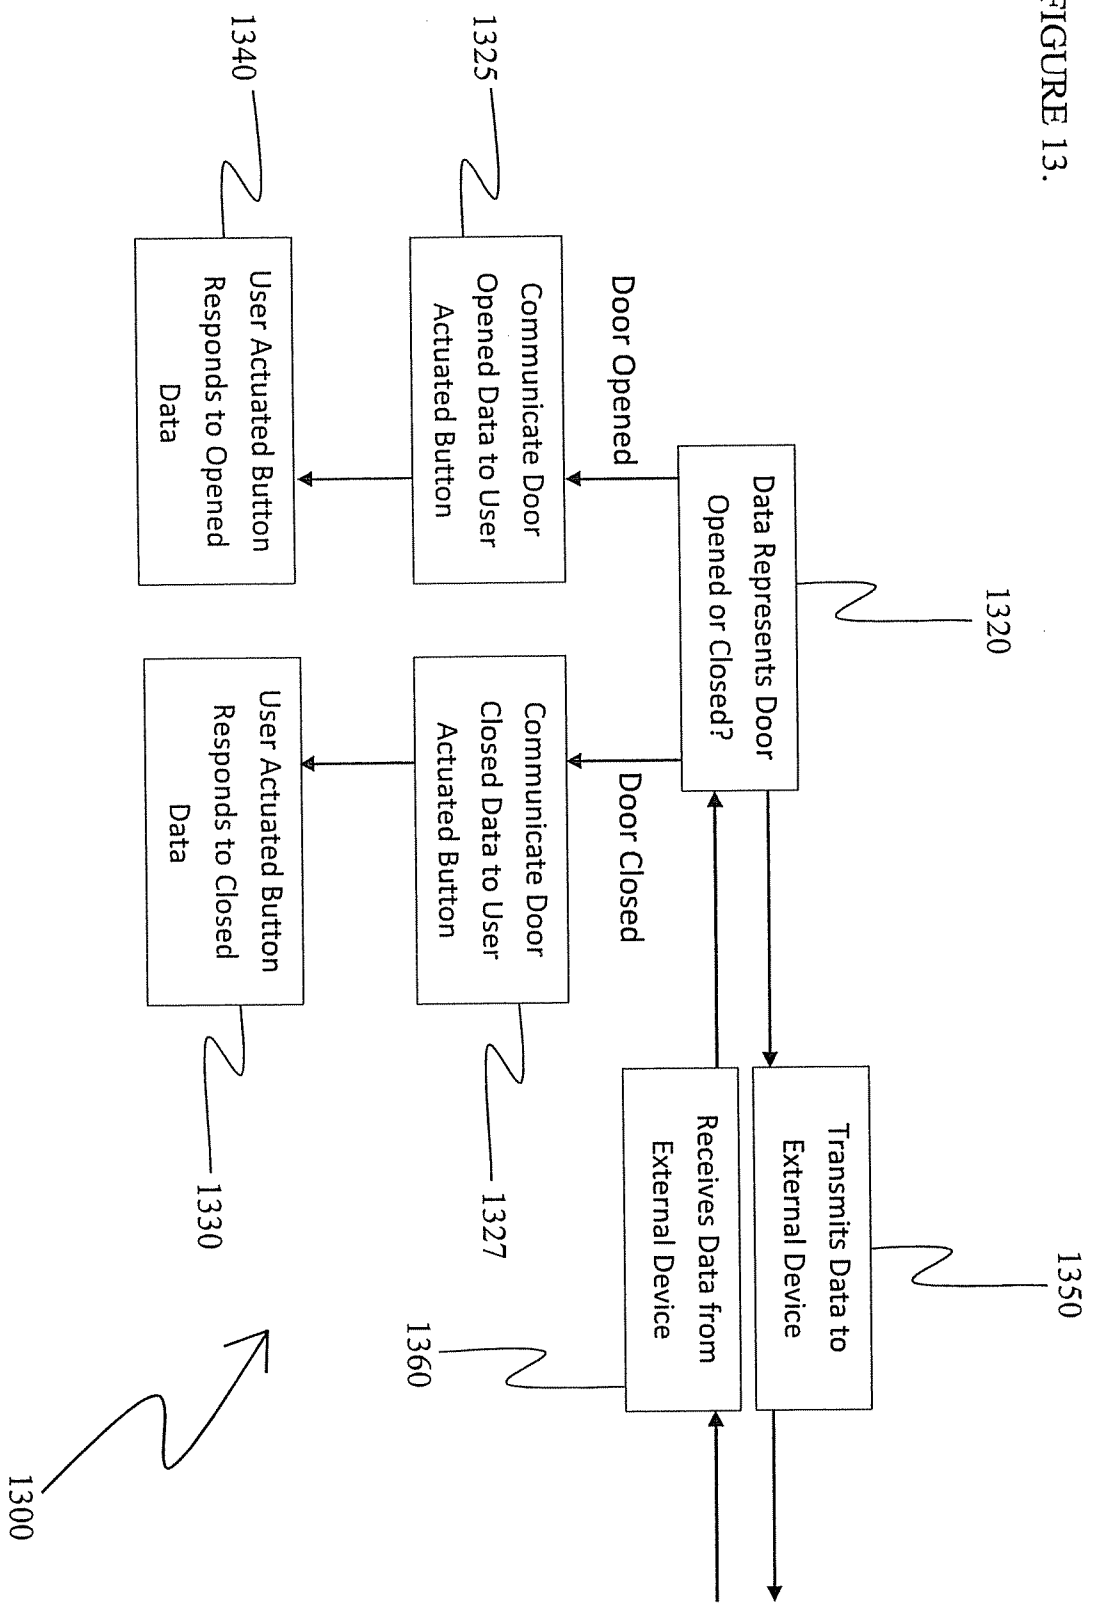 FIGURE 13.
1320
Data Represents Door
Opened or Closed?
1350
Transmits Data to
External Device
Receives Data from
External Device
1360
Door Opened
Door Closed
1325
Communicate Door
Opened Data to User
Actuated Button
Communicate Door
Closed Data to User
Actuated Button
1327
1340
User Actuated Button
Responds to Opened
Data
User Actuated Button
Responds to Closed
Data
1330
1300